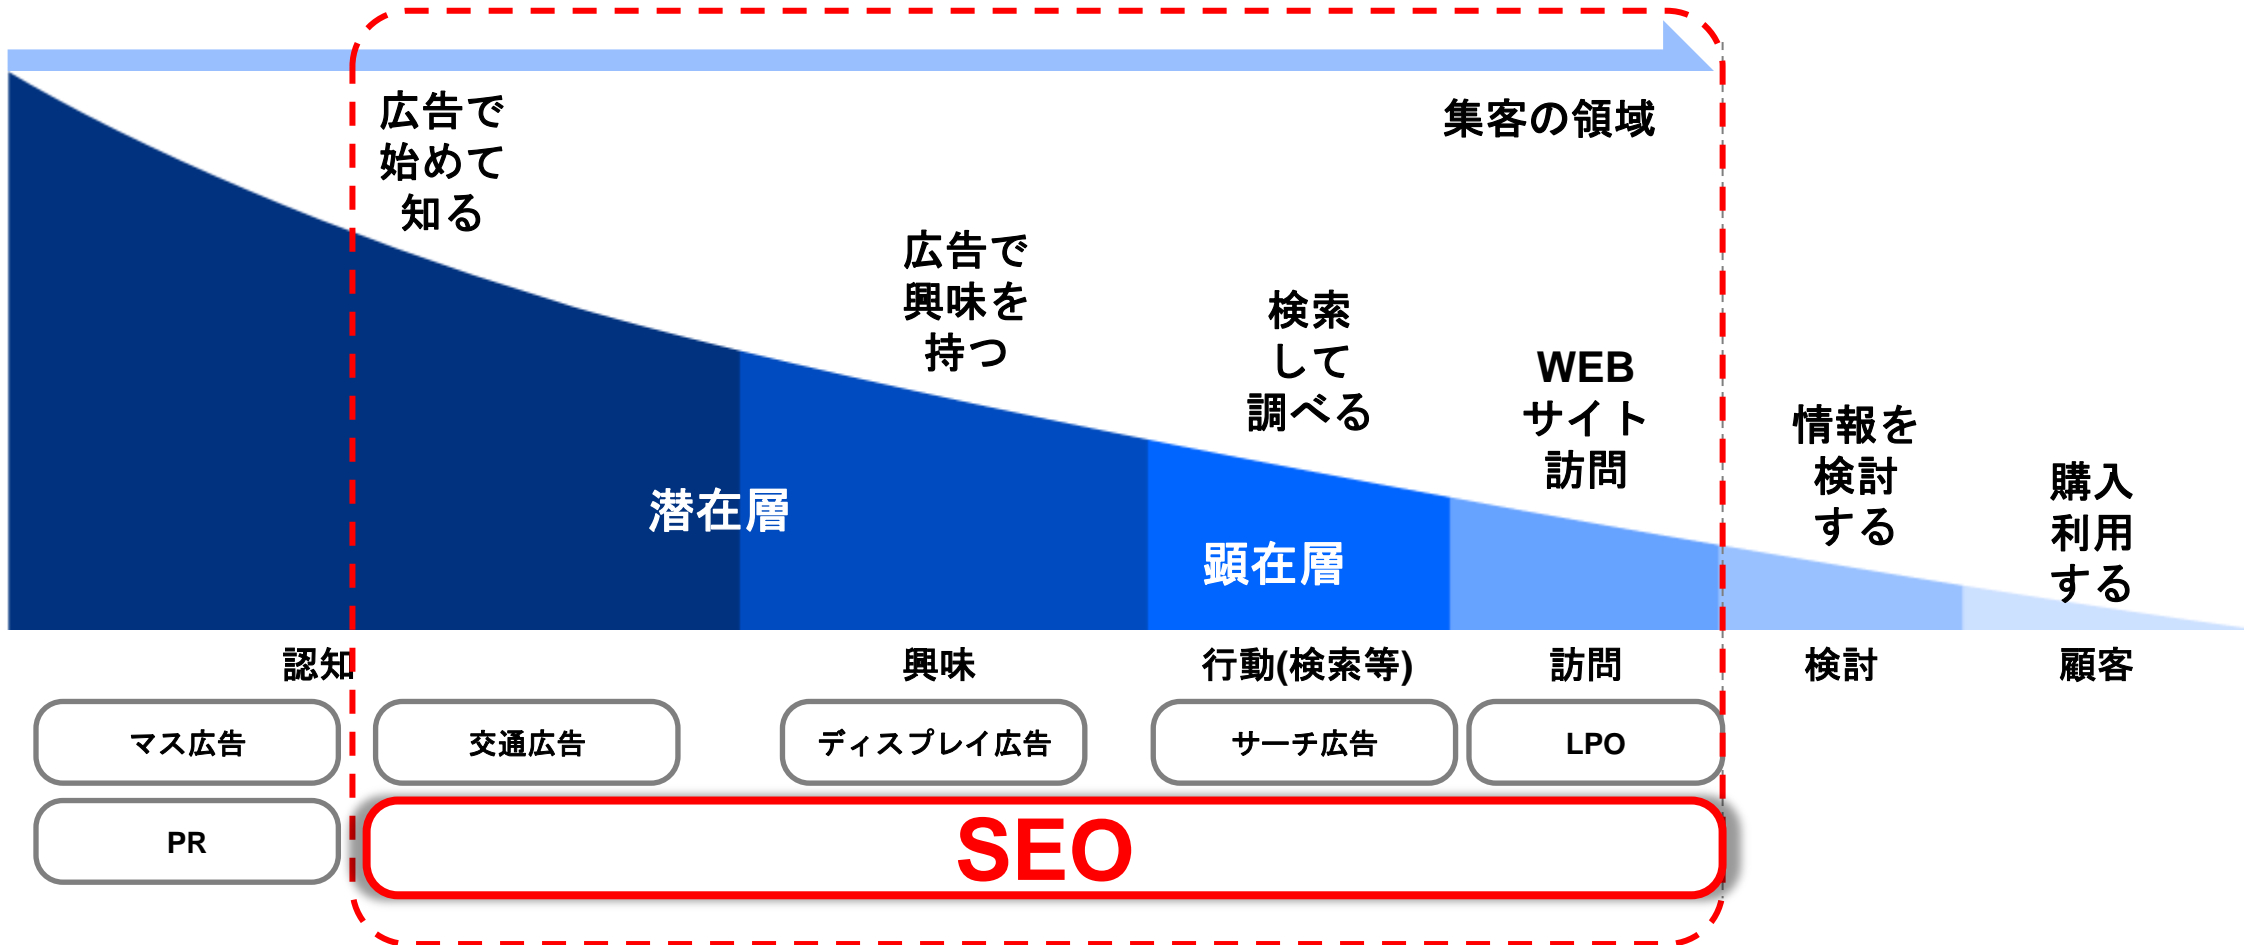 広告で
始めて
知る
集客の領域
広告で
興味を
持つ
検索
して
調べる
WEB
サイト
訪問
情報を
検討
する
購入
利用
する
潜在層
顕在層
認知
興味
行動(検索等)
訪問
検討
顧客
マス広告
交通広告
ディスプレイ広告
サーチ広告
LPO
PR
SEO